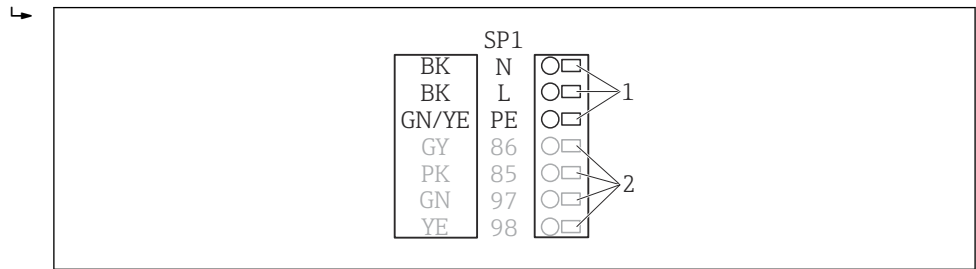 SP1
BK N
BK L 1
GN/YE PE
GY 86
PK 85 2
GN 97
YE 98